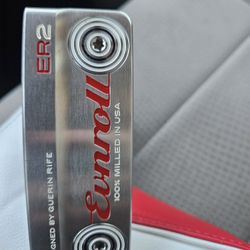 ER2
Evnroll
100% MILLED IN USA
GNED BY GUERIN RIFE